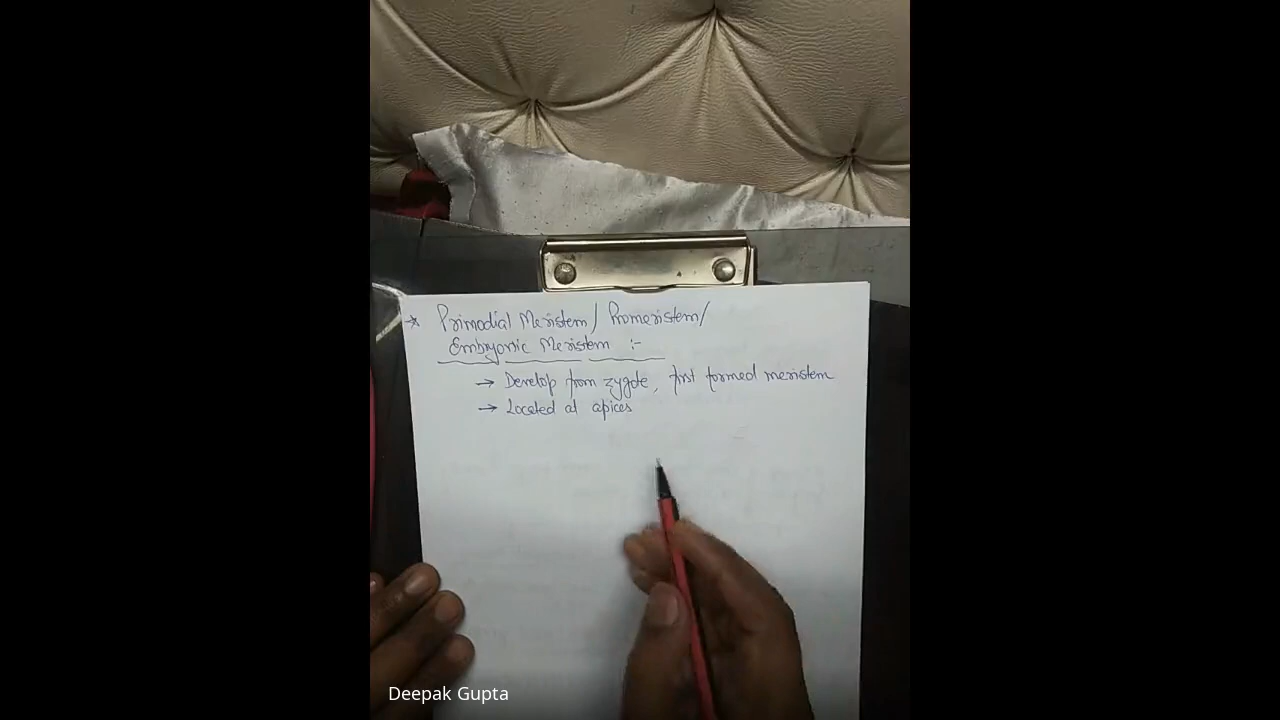 * Primodial Meristem / Promeristem /
Embryonic Meristem :-
→ Develop from zygote, first formed meristem
→ Located at apices
Deepak Gupta